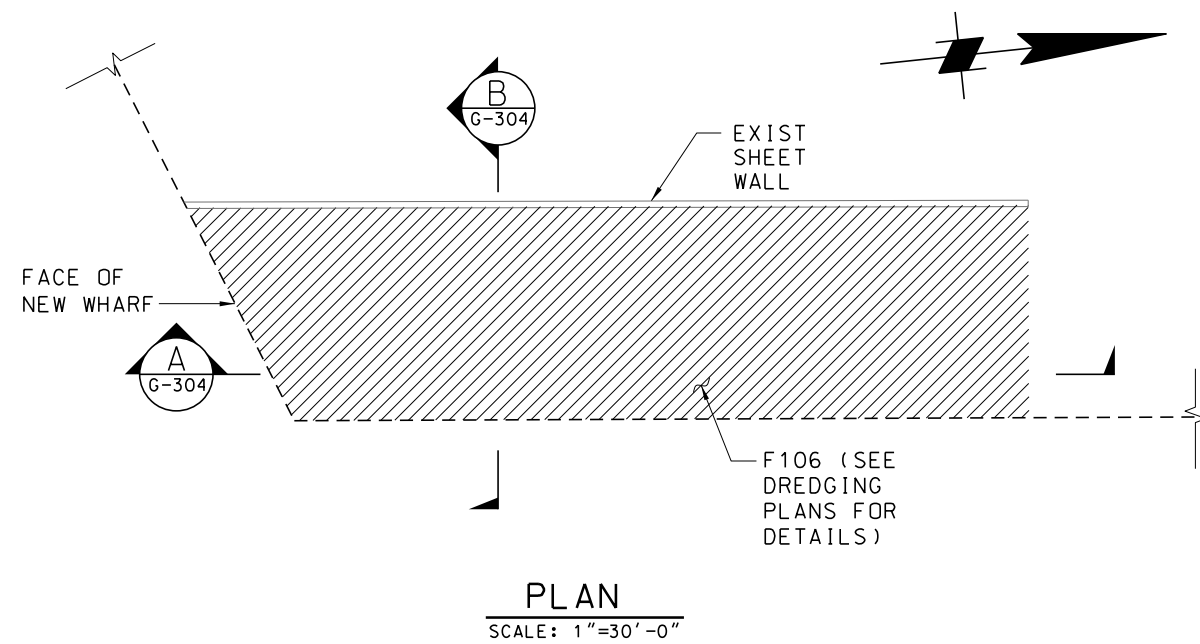 B
G-304
EXIST
SHEET
WALL
FACE OF
NEW WHARF
A
G-304
F106 (SEE
DREDGING
PLANS FOR
DETAILS)
PLAN
SCALE: 1"=30'-0"